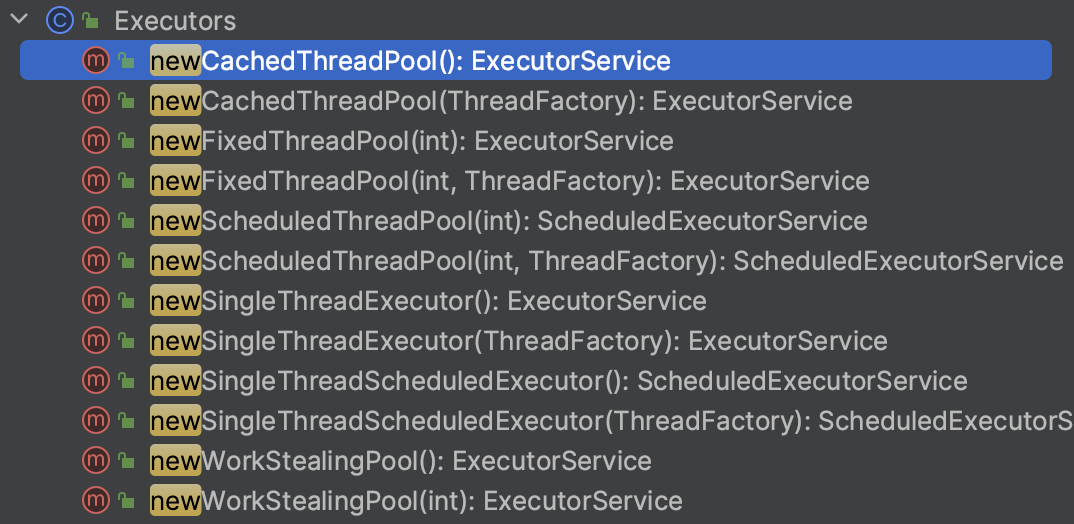 Executors
newCachedThreadPool(): ExecutorService
newCachedThreadPool(ThreadFactory): ExecutorService
newFixedThreadPool(int): ExecutorService
newFixedThreadPool(int, ThreadFactory): ExecutorService
newScheduledThreadPool(int): ScheduledExecutorService
newScheduledThreadPool(int, ThreadFactory): ScheduledExecutorService
newSingleThreadExecutor(): ExecutorService
newSingleThreadExecutor(ThreadFactory): ExecutorService
newSingleThreadScheduledExecutor(): ScheduledExecutorService
newSingleThreadScheduledExecutor(ThreadFactory): ScheduledExecutorS
newWorkStealingPool(): ExecutorService
newWorkStealingPool(int): ExecutorService